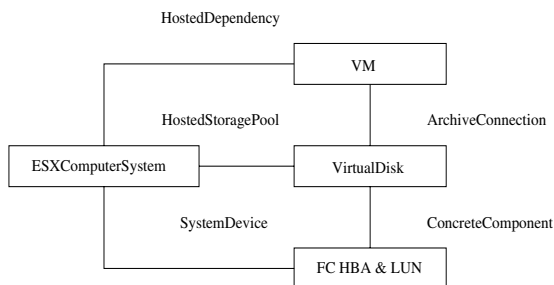 HostedDependency
VM
HostedStoragePool
ArchiveConnection
ESXComputerSystem
VirtualDisk
SystemDevice
ConcreteComponent
FC HBA & LUN